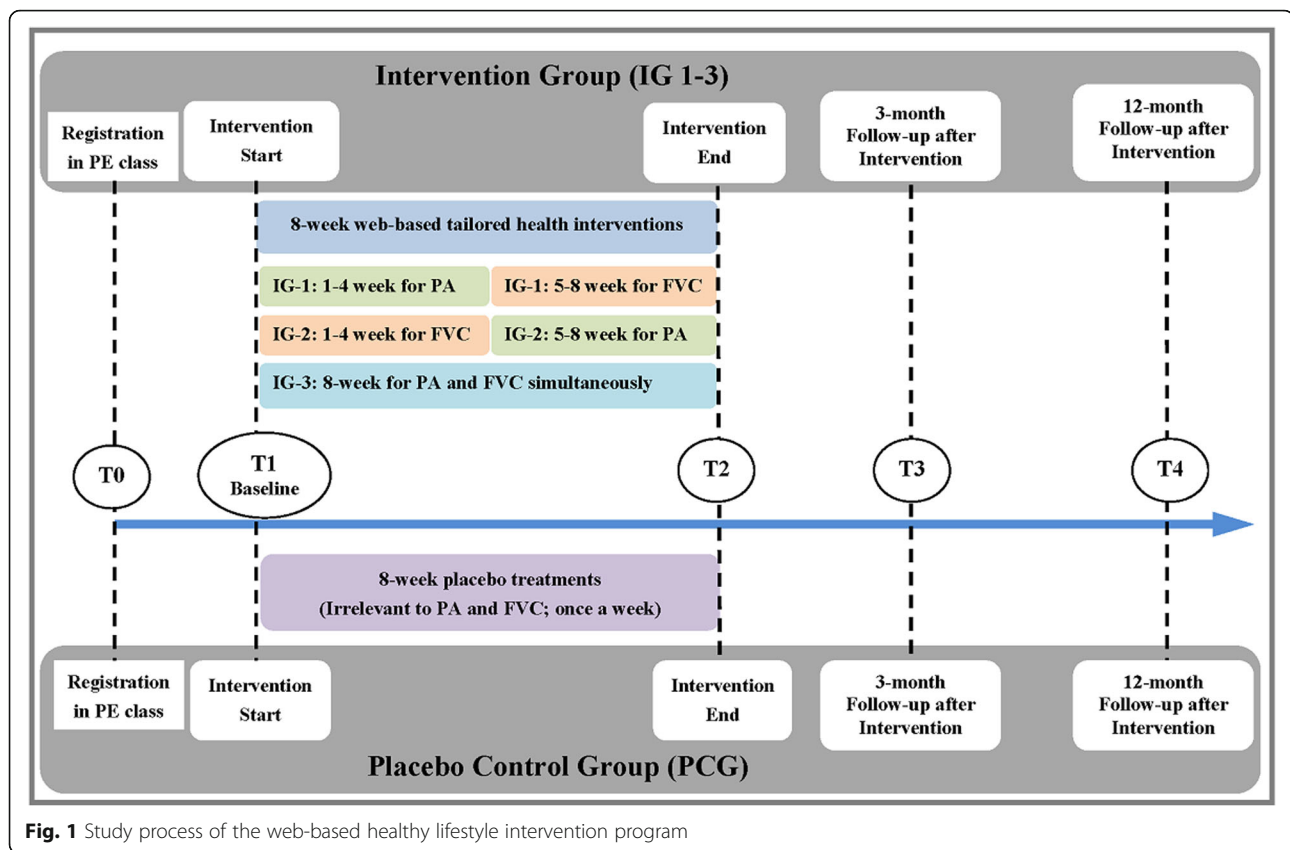 Intervention Group (IG 1-3)
Registration
in PE class
Intervention
Start
Intervention
End
3-month
Follow-up after
Intervention
12-month
Follow-up after
Intervention
8-week web-based tailored health interventions
IG-1: 1-4 week for PA
IG-1: 5-8 week for FVC
IG-2: 1-4 week for FVC
IG-2: 5-8 week for PA
IG-3: 8-week for PA and FVC simultaneously
T0
T1
Baseline
T2
T3
T4
8-week placebo treatments
(Irrelevant to PA and FVC; once a week)
Registration
in PE class
Intervention
Start
Intervention
End
3-month
Follow-up after
Intervention
12-month
Follow-up after
Intervention
Placebo Control Group (PCG)
Fig. 1 Study process of the web-based healthy lifestyle intervention program